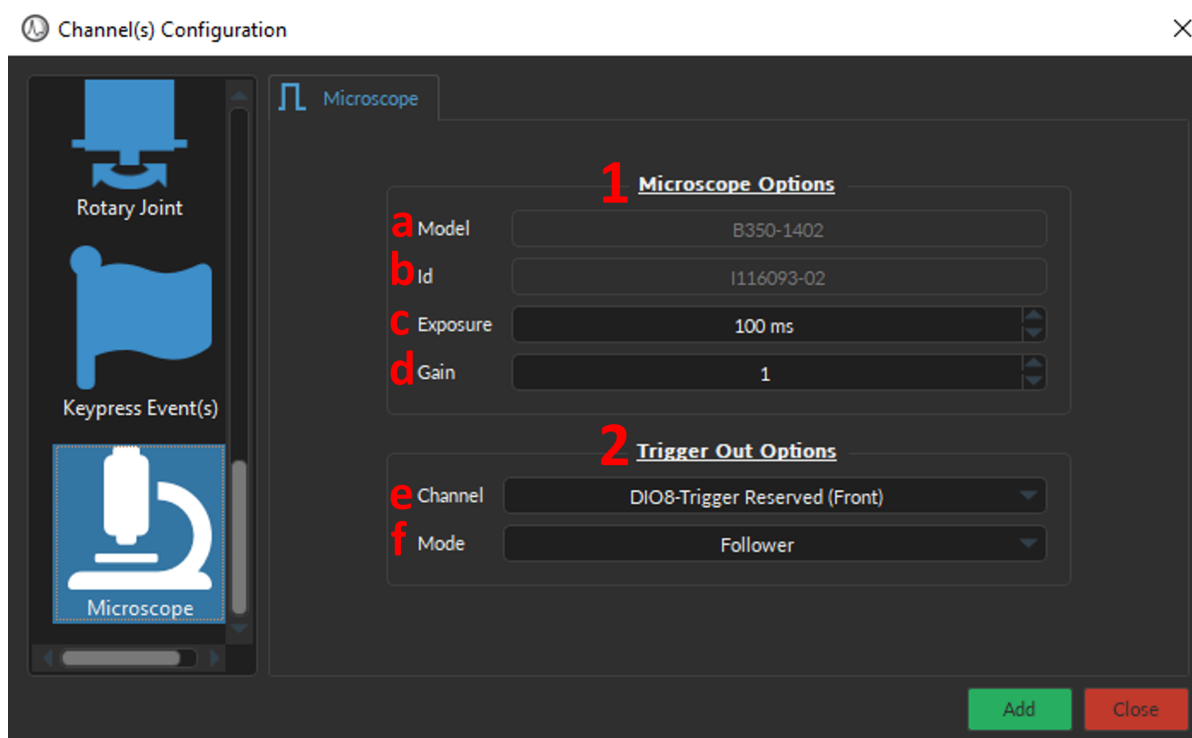 Channel(s) Configuration
Rotary Joint
Keypress Event(s)
Microscope
Microscope
1 Microscope Options
a Model B350-1402
b Id I116093-02
c Exposure 100 ms
d Gain 1
2 Trigger Out Options
e Channel DIO8-Trigger Reserved (Front)
f Mode Follower
Add Close